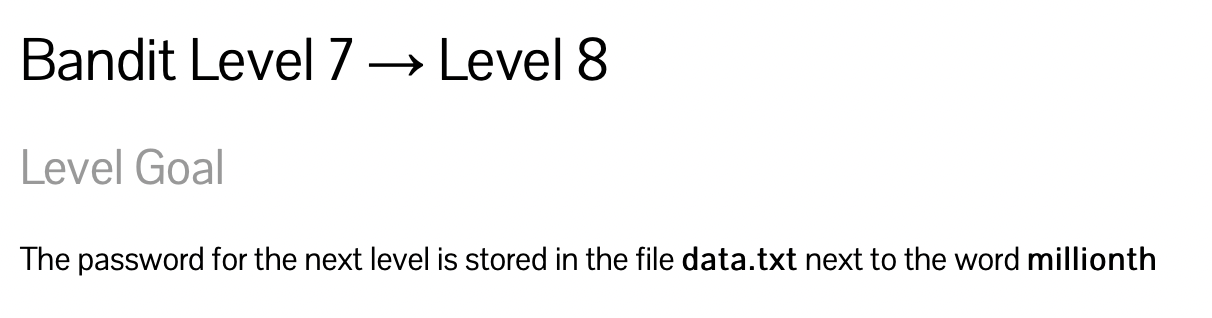 Bandit Level 7 → Level 8
Level Goal
The password for the next level is stored in the file data.txt next to the word millionth